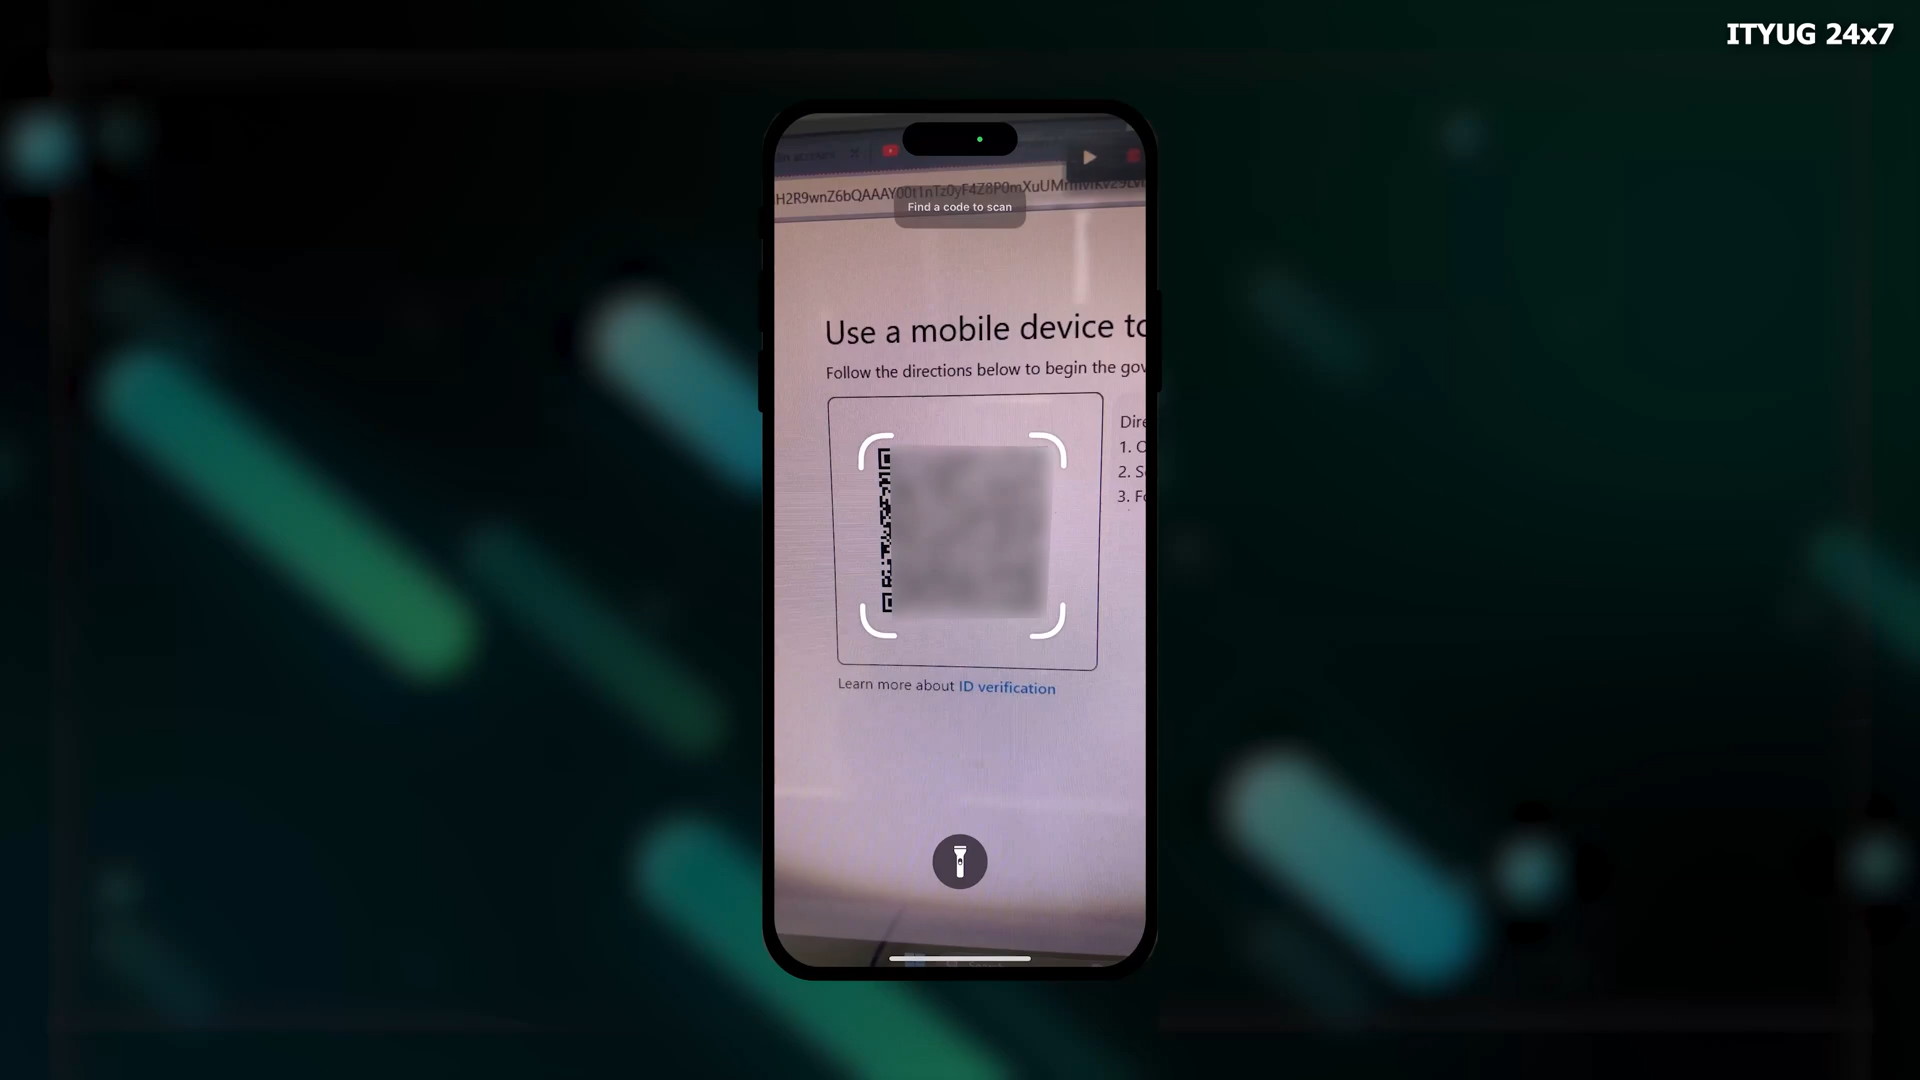 ITYUG 24x7
Find a code to scan
Use a mobile device to
Follow the directions below to begin the gov
Dire
1. C
2. S
3. Fo
Learn more about ID verification